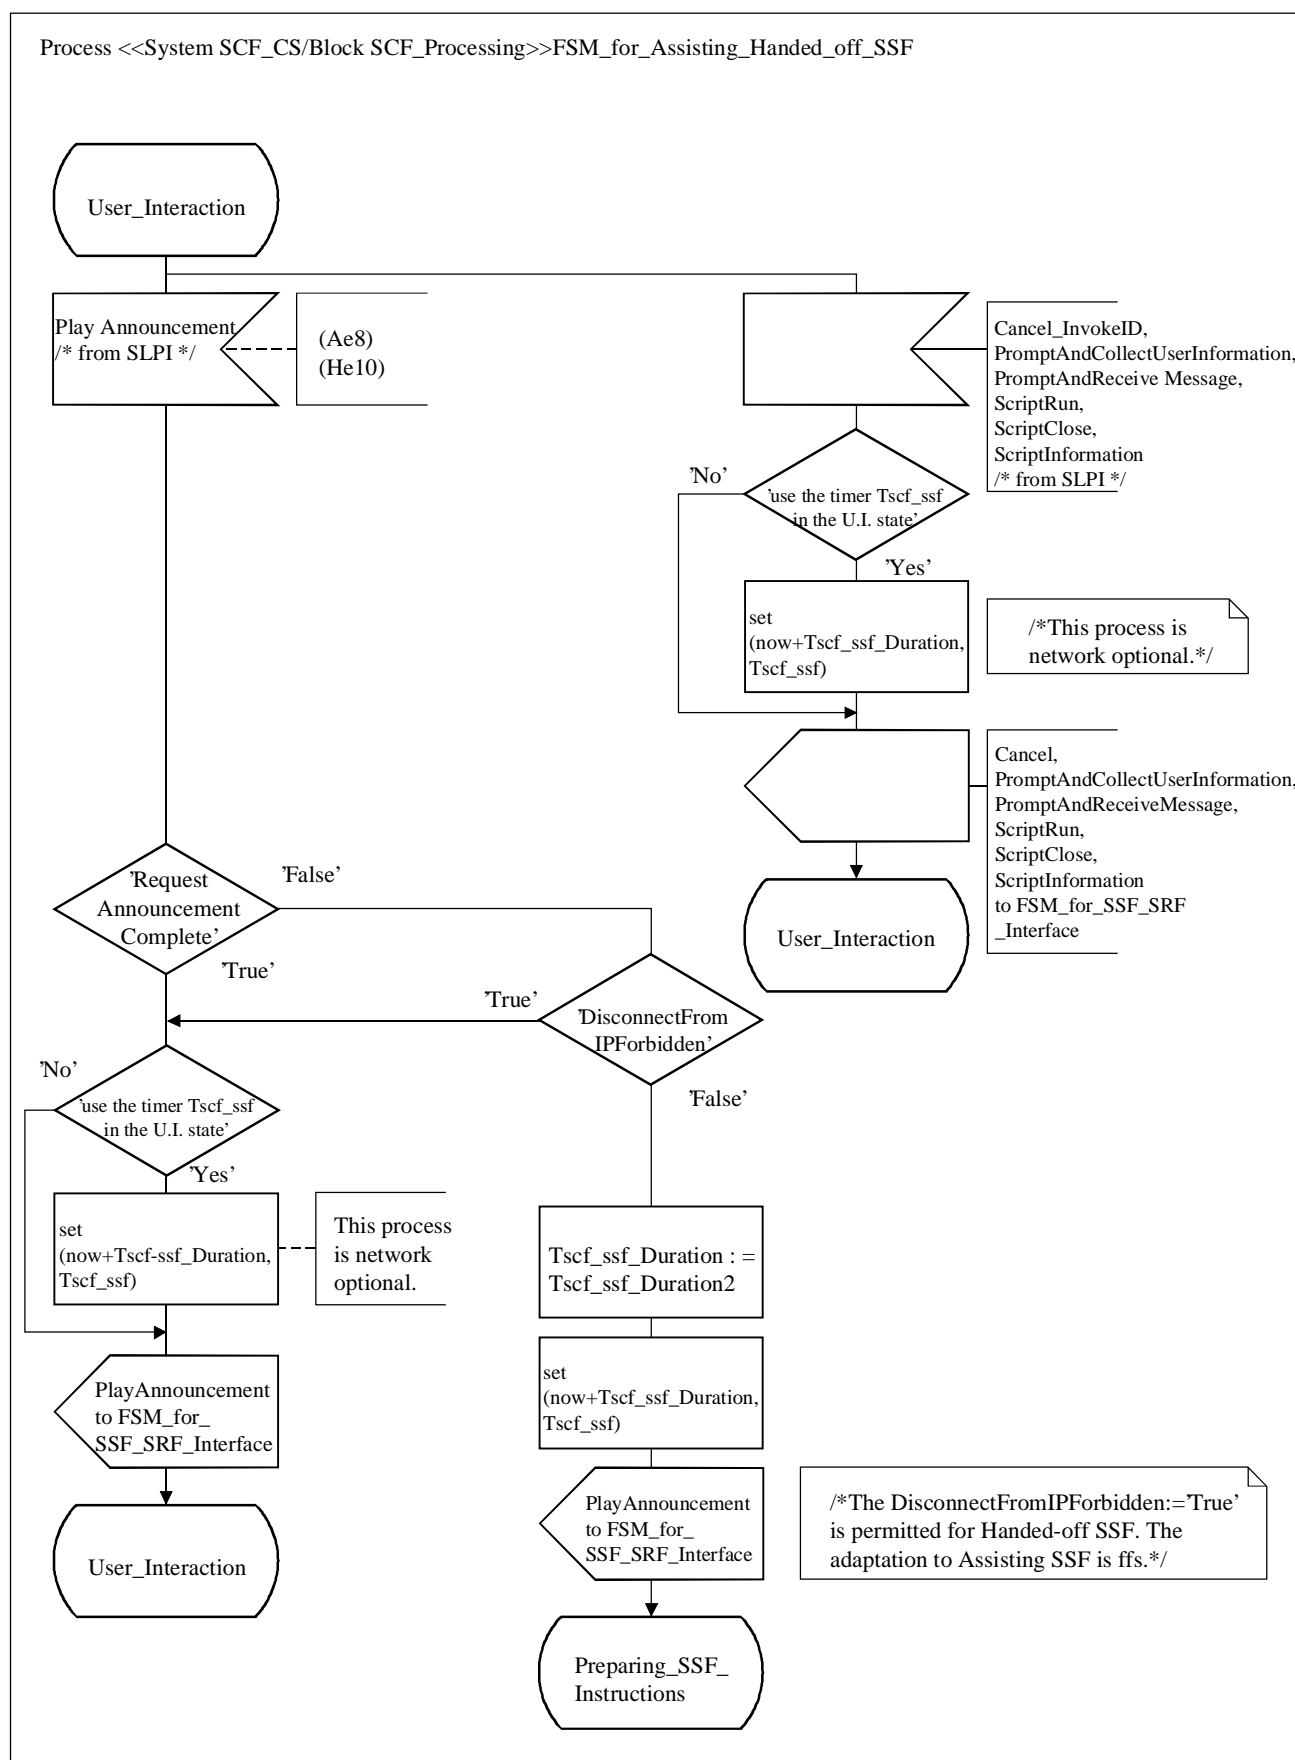 Process <<System SCF_CS/Block SCF_Processing>>FSM_for_Assisting_Handed_off_SSF
User_Interaction
Play Announcement
/* from SLPI */
(Ae8)
(He10)
Cancel_InvokeID,
PromptAndCollectUserInformation,
PromptAndReceive Message,
ScriptRun,
ScriptClose,
ScriptInformation
/* from SLPI */
'No'
'use the timer Tscf_ssf
in the U.I. state'
'Yes'
set
(now+Tscf_ssf_Duration,
Tscf_ssf)
/*This process is
network optional.*/
Cancel,
PromptAndCollectUserInformation,
PromptAndReceiveMessage,
ScriptRun,
ScriptClose,
ScriptInformation
to FSM_for_SSF_SRF
_Interface
User_Interaction
'Request
Announcement
Complete'
'False'
'True'
'True'
'DisconnectFrom
IPForbidden'
'False'
'No'
'use the timer Tscf_ssf
in the U.I. state'
'Yes'
set
(now+Tscf-ssf_Duration,
Tscf_ssf)
This process
is network
optional.
Tscf_ssf_Duration : =
Tscf_ssf_Duration2
set
(now+Tscf_ssf_Duration,
Tscf_ssf)
PlayAnnouncement
to FSM_for_
SSF_SRF_Interface
User_Interaction
PlayAnnouncement
to FSM_for_
SSF_SRF_Interface
/*The DisconnectFromIPForbidden:='True'
is permitted for Handed-off SSF. The
adaptation to Assisting SSF is ffs.*/
Preparing_SSF_
Instructions